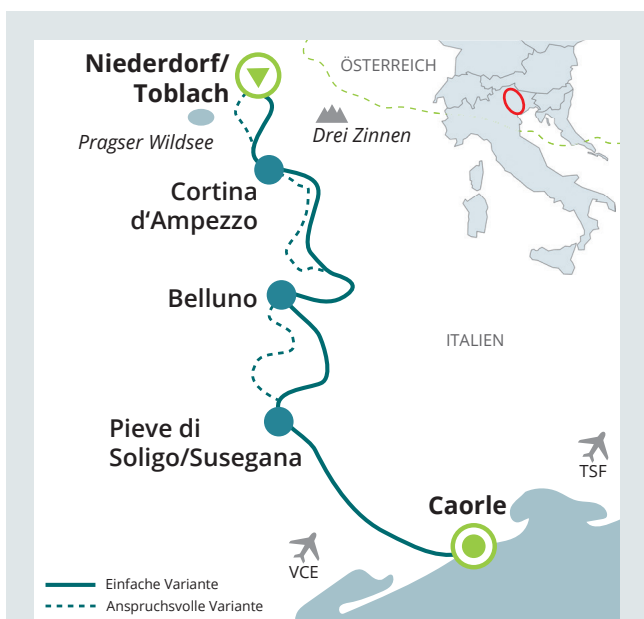 Niederdorf/
Toblach
ÖSTERREICH
Pragser Wildsee
Drei Zinnen
Cortina
d‘Ampezzo
Belluno
ITALIEN
Pieve di
Soligo/Susegana
TSF
Caorle
VCE
Einfache Variante
Anspruchsvolle Variante